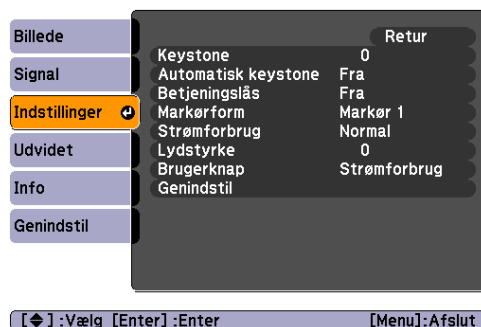 Billede
Signal
Indstillinger
Udvidet
Info
Genindstil
Retur
Keystone 0
Automatisk keystone Fra
Betjeningslås Fra
Markørform Markør 1
Strømforbrug Normal
Lydstyrke 0
Brugerknap Strømforbrug
Genindstil
[◆] :Vælg [Enter] :Enter [Menu]:Afslut